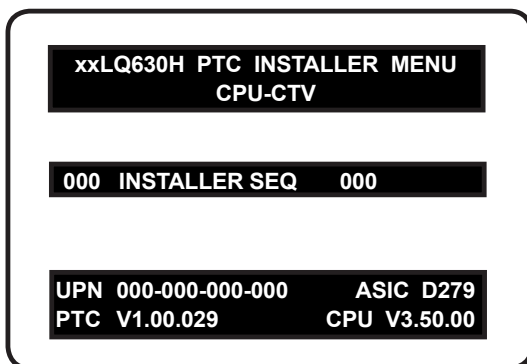 xxLQ630H PTC INSTALLER MENU
CPU-CTV
000 INSTALLER SEQ 000
UPN 000-000-000-000 ASIC D279
PTC V1.00.029 CPU V3.50.00